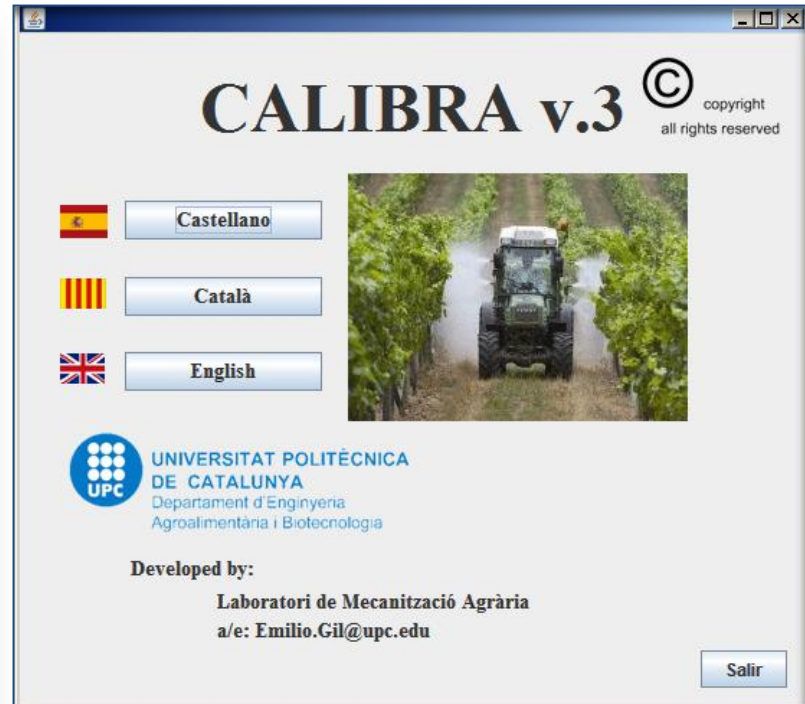 CALIBRA v.3 ©
copyright
all rights reserved
Castellano
Català
English
UPC
UNIVERSITAT POLITÈCNICA
DE CATALUNYA
Departament d'Enginyeria
Agroalimentària i Biotecnologia
Developed by:
Laboratori de Mecanització Agrària
a/e: Emilio.Gil@upc.edu
Salir